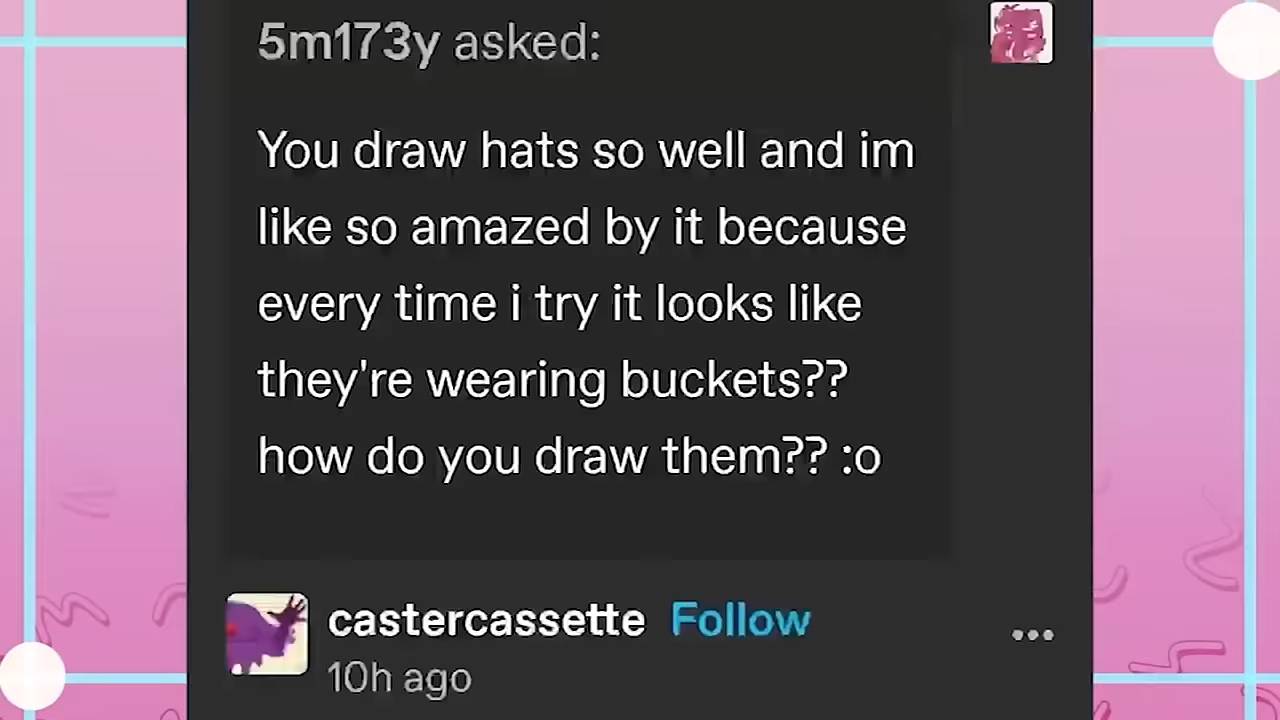 5m173y asked:
You draw hats so well and im
like so amazed by it because
every time i try it looks like
they're wearing buckets??
how do you draw them?? :o
castercassette Follow
10h ago